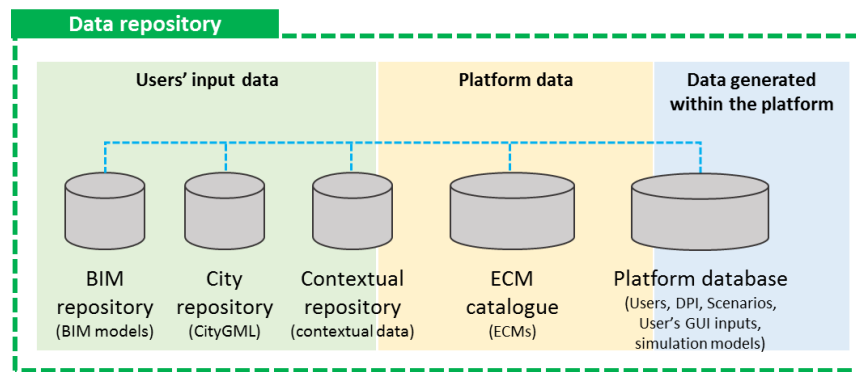 Data repository
Users' input data
Platform data
Data generated
within the platform
BIM
repository
(BIM models)
City
repository
(CityGML)
Contextual
repository
(contextual data)
ECM
catalogue
(ECMs)
Platform database
(Users, DPI, Scenarios,
User's GUI inputs,
simulation models)